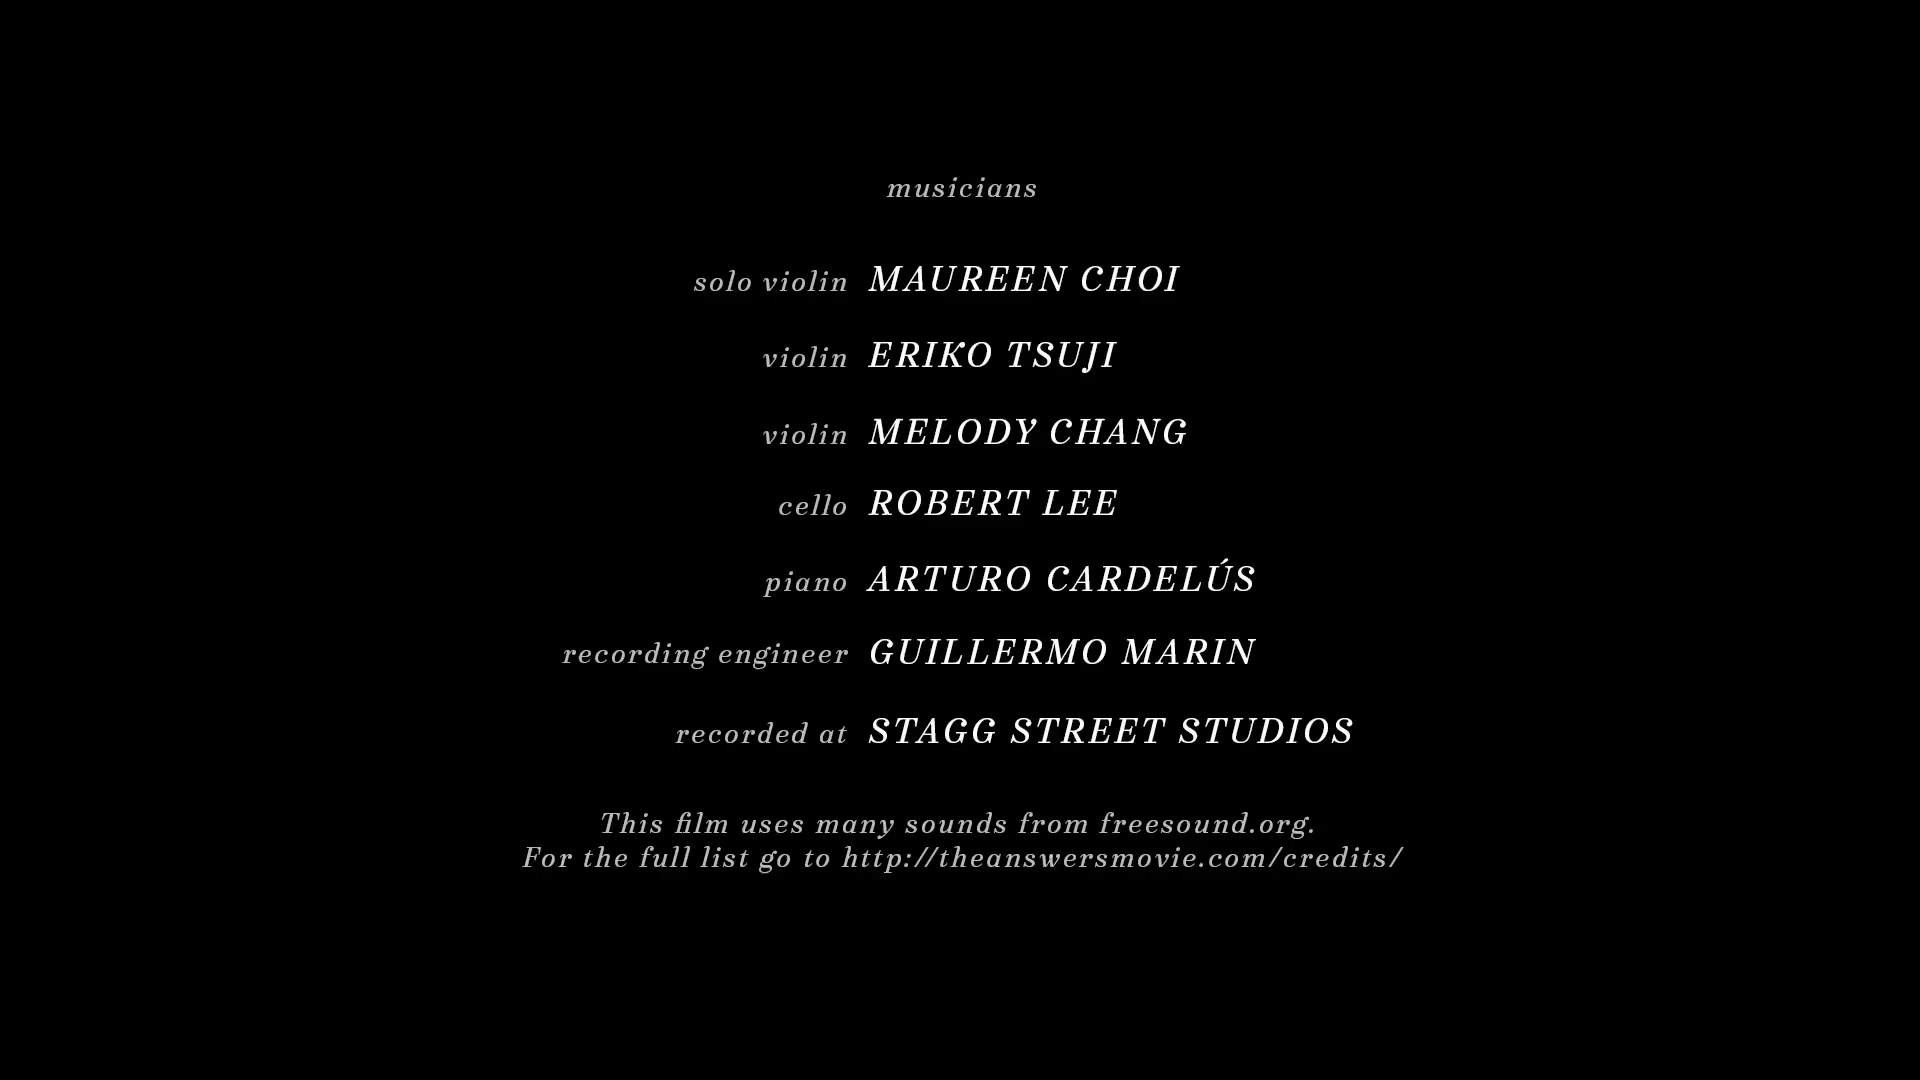 musicians
solo violin MAUREEN CHOI
violin ERIKO TSUJI
violin MELODY CHANG
cello ROBERT LEE
piano ARTURO CARDELÚS
recording engineer GUILLERMO MARIN
recorded at STAGG STREET STUDIOS
This film uses many sounds from freesound.org.
For the full list go to http://theanswersmovie.com/credits/